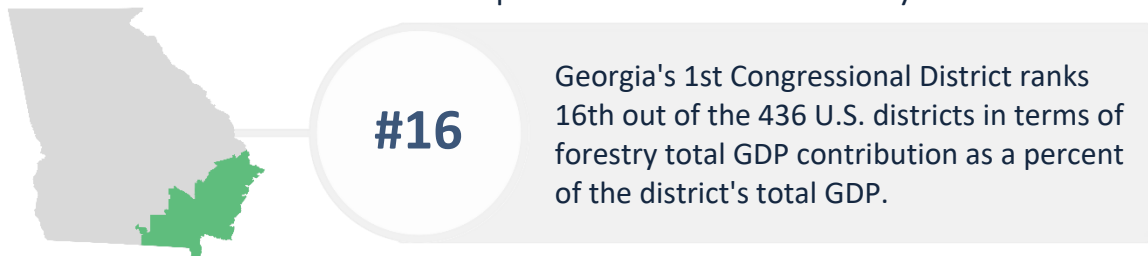 #16
Georgia's 1st Congressional District ranks
16th out of the 436 U.S. districts in terms of
forestry total GDP contribution as a percent
of the district's total GDP.